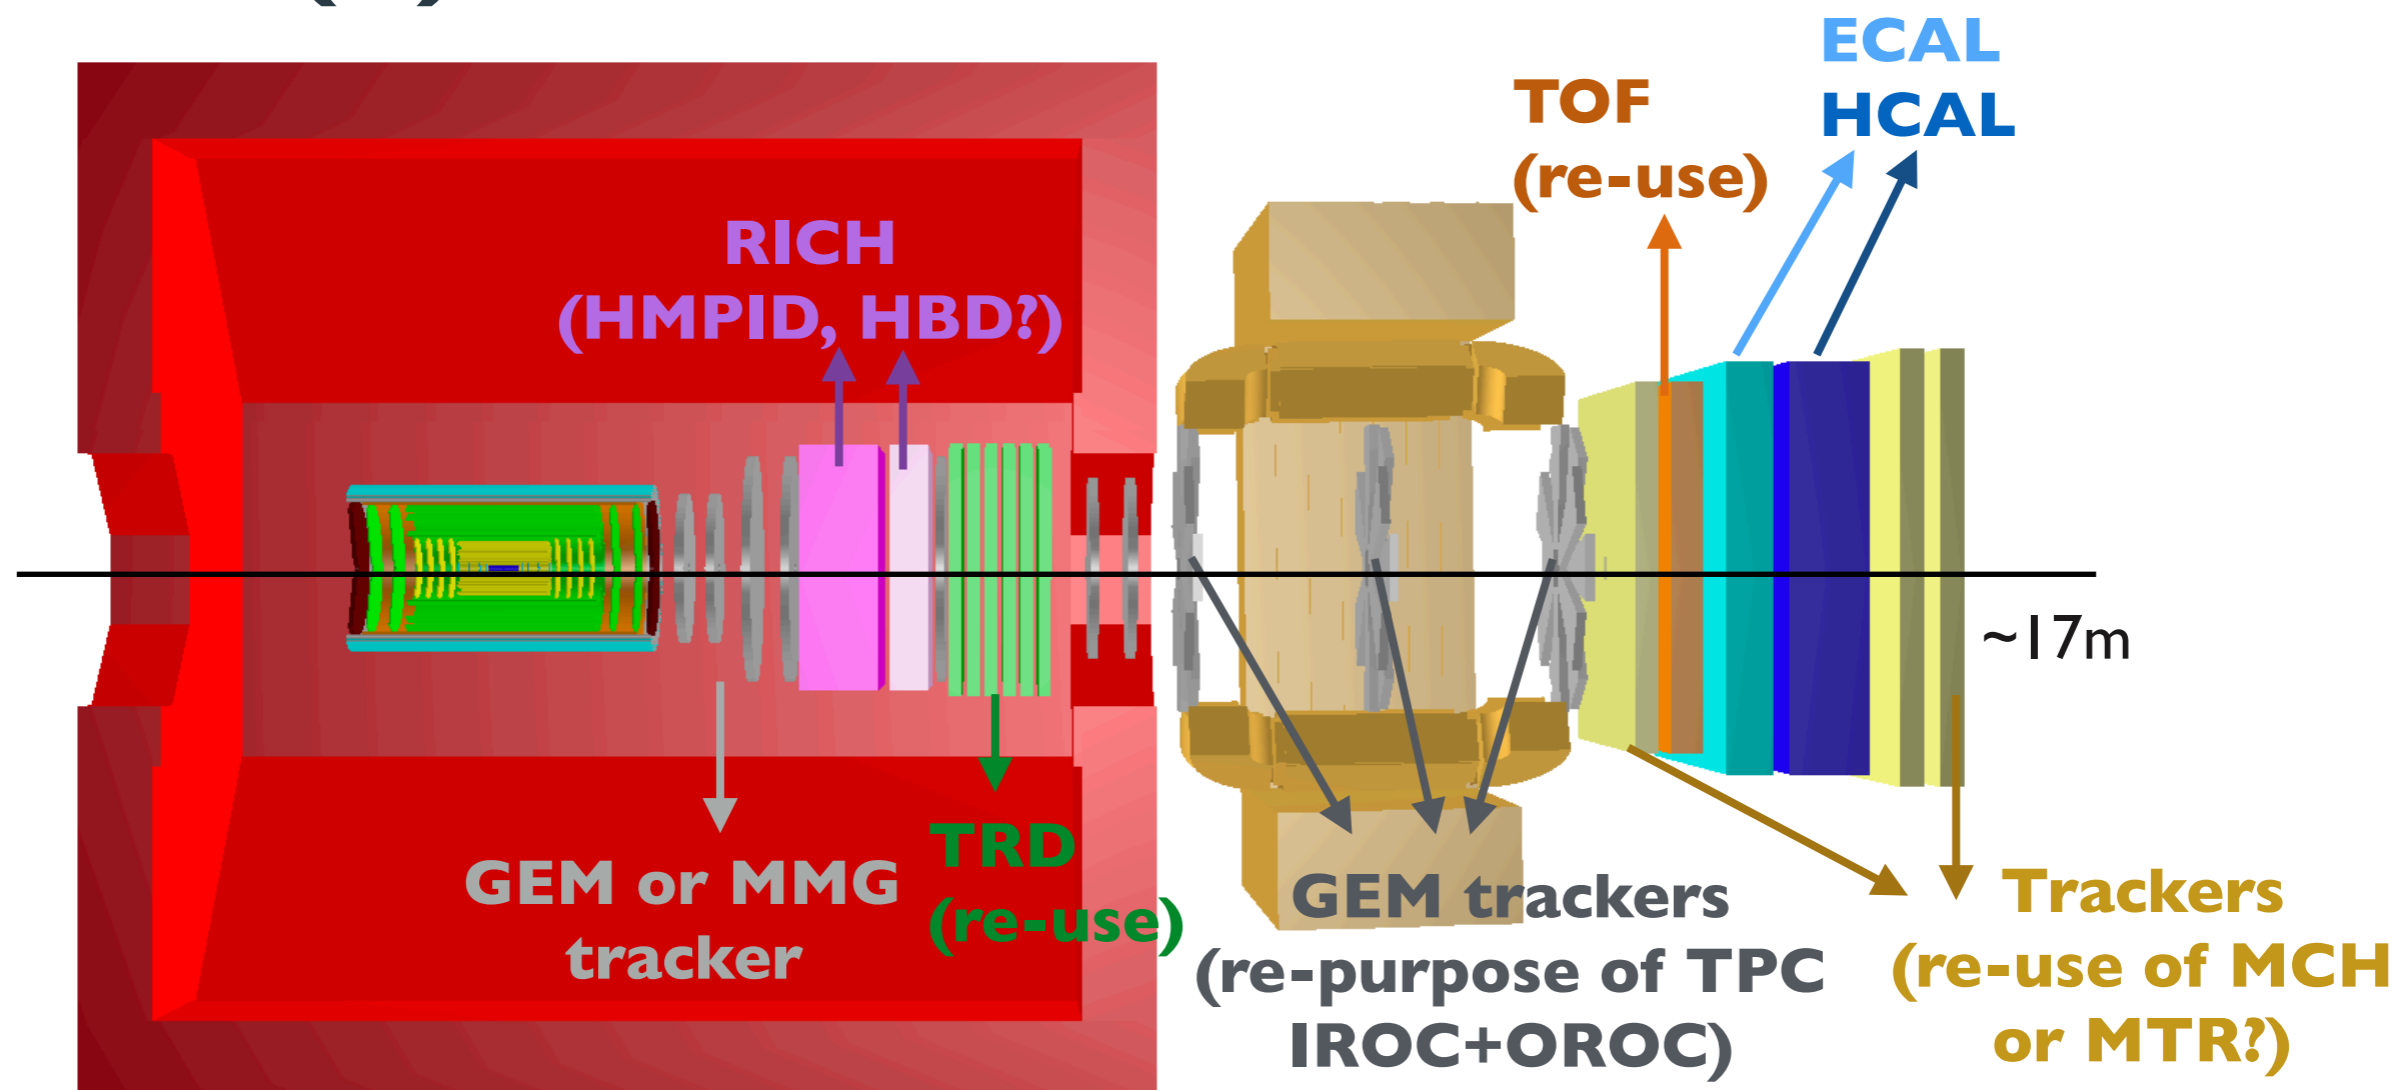 ECAL
HCAL
TOF
(re-use)
RICH
(HMPID, HBD?)
~17m
TRD
(re-use)
GEM or MMG
tracker
GEM trackers
(re-purpose of TPC
IROC+OROC)
Trackers
(re-use of MCH
or MTR?)